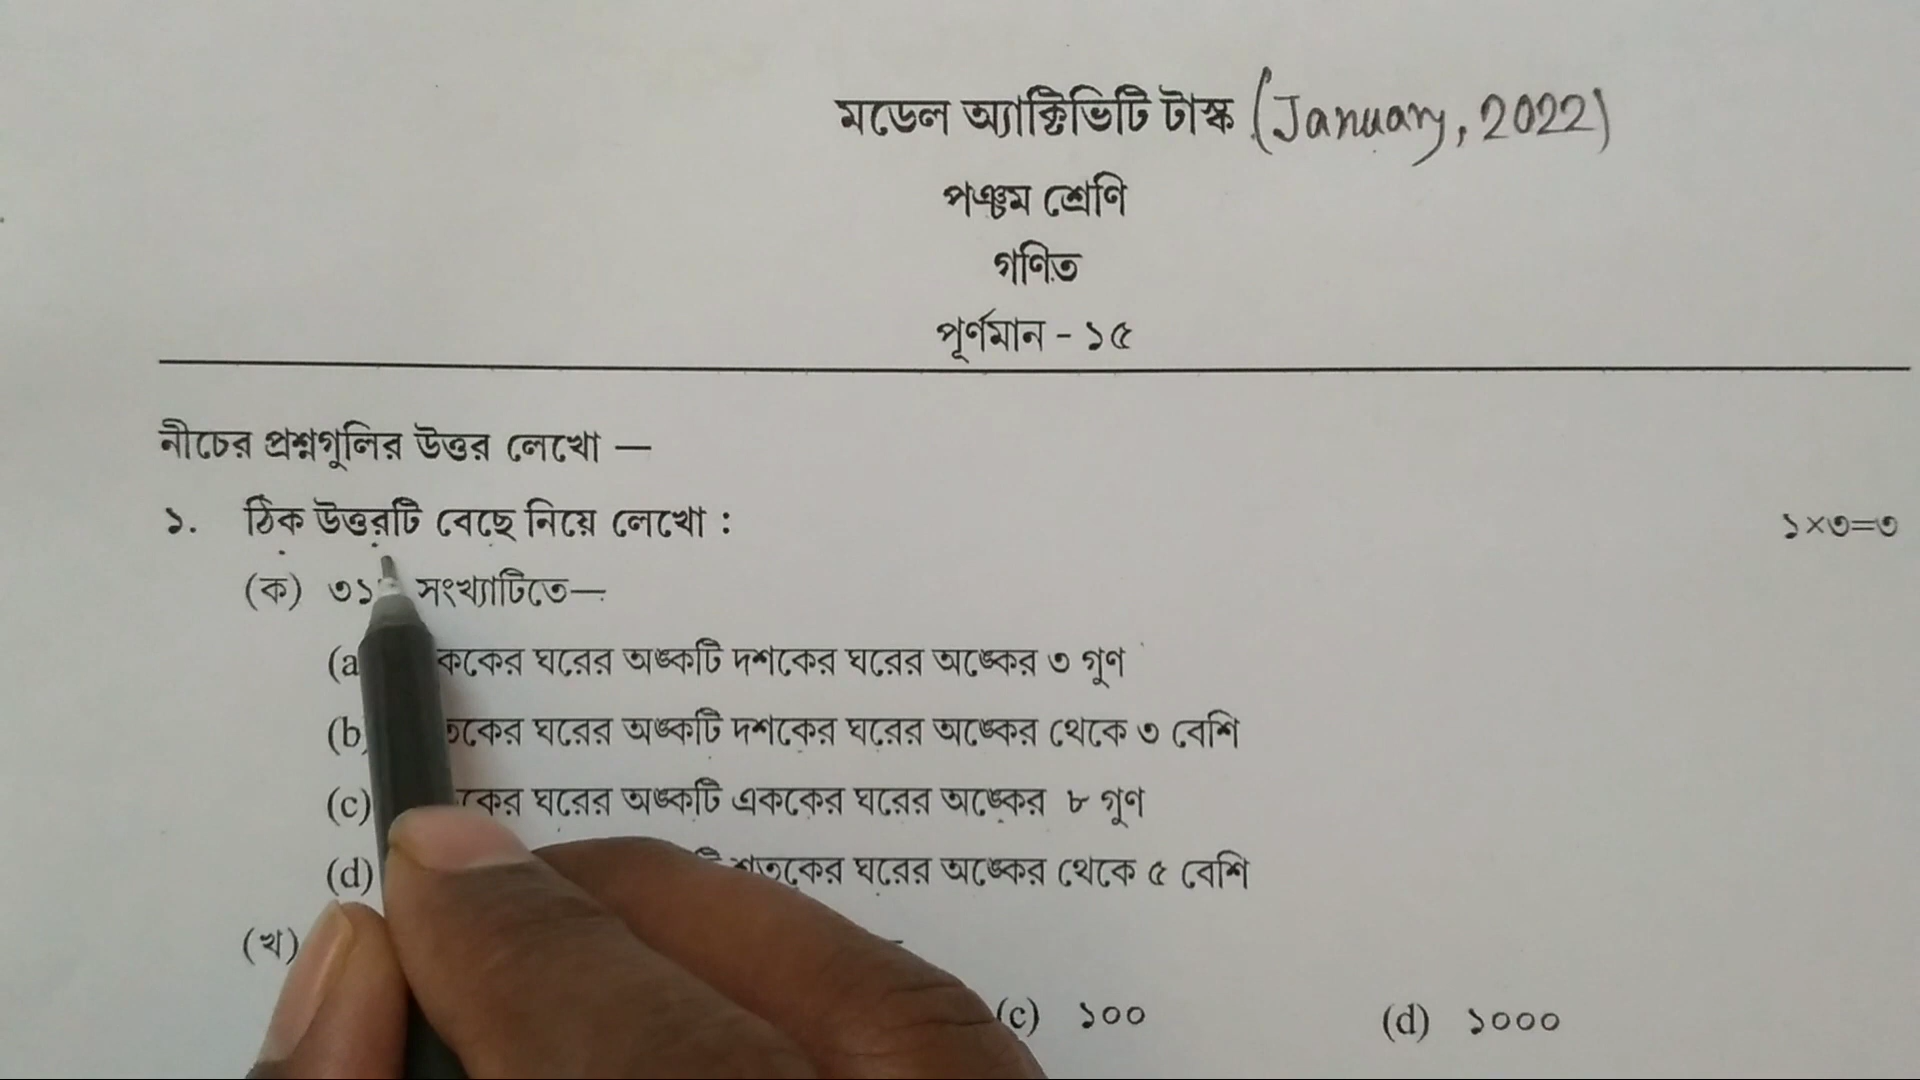 মডেল অ্যাক্টিভিটি টাস্ক (January, 2022)
পঞ্চম শ্রেণি
গণিত
পূর্ণমান - ১৫
নীচের প্রশ্নগুলির উত্তর লেখো —
১. ঠিক উত্তরটি বেছে নিয়ে লেখো : ১×৩=৩
(ক) সংখ্যাটিতে—
(a ঘরের অঙ্কটি দশকের ঘরের অঙ্কের ৩ গুণ
(b) ঘরের অঙ্কটি দশকের ঘরের অঙ্কের থেকে ৩ বেশি
(c) ঘরের অঙ্কটি এককের ঘরের অঙ্কের ৮ গুণ
(d) শতকের ঘরের অঙ্কের থেকে ৫ বেশি
(খ)
(c) ১০০ (d) ১০০০